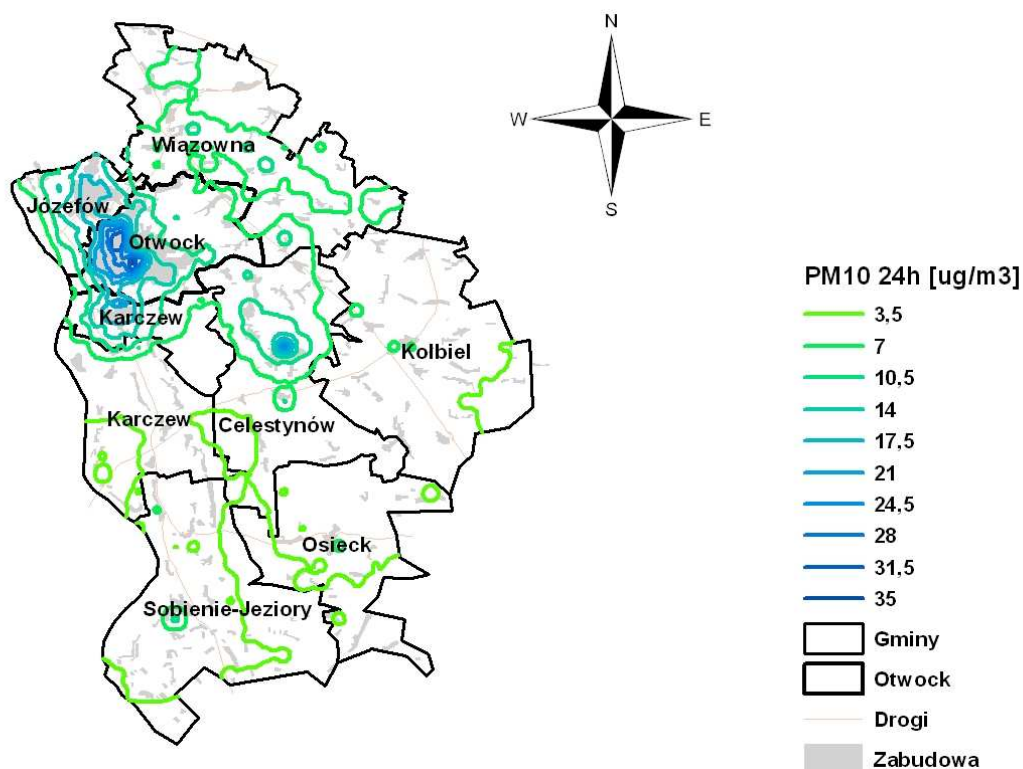 N
W E
S
Wiązowna
Józefów
Otwock
Karczew
Kolbiel
Karczew
Celestynów
Osieck
Sobienie-Jeziory
PM10 24h [ug/m3]
3,5
7
10,5
14
17,5
21
24,5
28
31,5
35
Gminy
Otwock
Drogi
Zabudowa